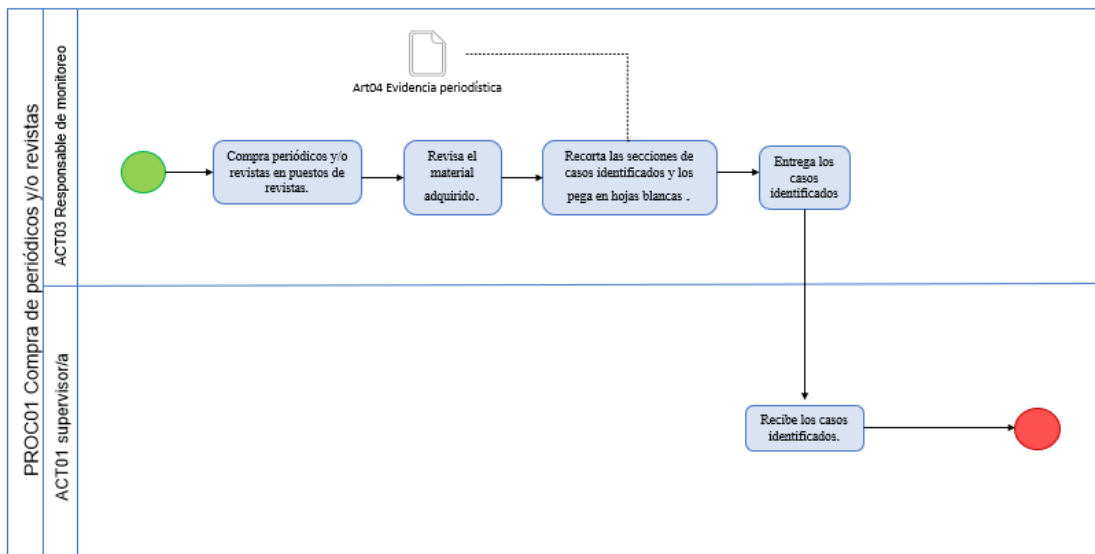 PROC01 Compra de periódicos y/o revistas
ACT03 Responsable de monitoreo
Art04 Evidencia periodística
Compra periódicos y/o
revistas en puestos de
revistas.
Revisa el
material
adquirido.
Recorta las secciones de
casos identificados y los
pega en hojas blancas .
Entrega los
casos
identificados
ACT01 supervisor/a
Recibe los casos
identificados.